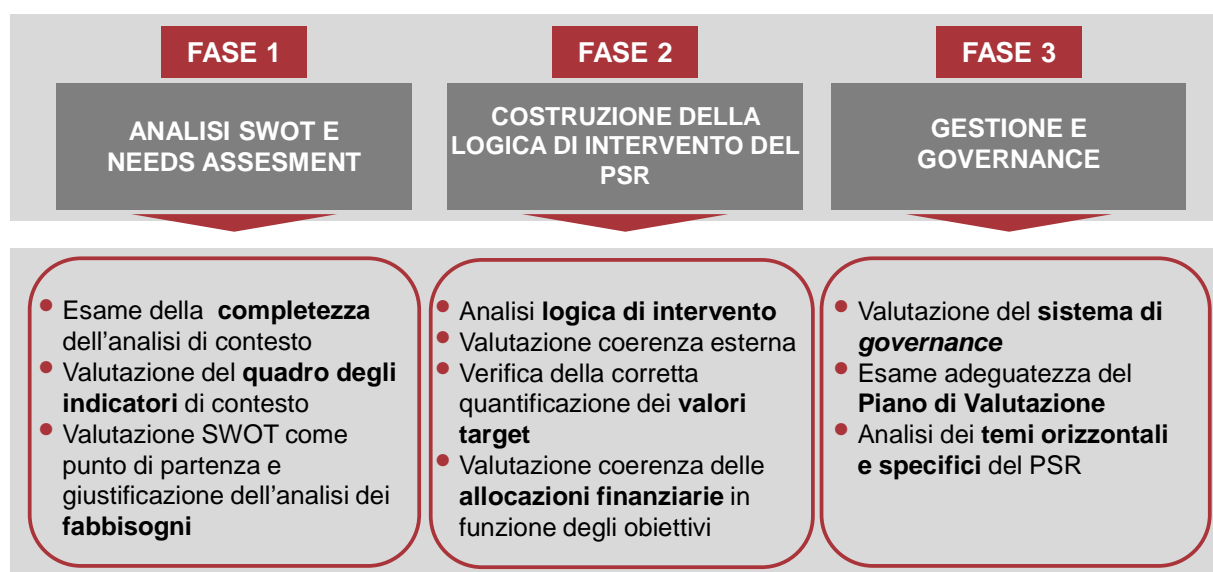 FASE 1
ANALISI SWOT E
NEEDS ASSESMENT
FASE 2
COSTRUZIONE DELLA
LOGICA DI INTERVENTO DEL
PSR
FASE 3
GESTIONE E
GOVERNANCE
• Esame della completezza
dell'analisi di contesto
• Valutazione del quadro degli
indicatori di contesto
• Valutazione SWOT come
punto di partenza e
giustificazione dell'analisi dei
fabbisogni
• Analisi logica di intervento
• Valutazione coerenza esterna
• Verifica della corretta
quantificazione dei valori
target
• Valutazione coerenza delle
allocazioni finanziarie in
funzione degli obiettivi
• Valutazione del sistema di
governance
• Esame adeguatezza del
Piano di Valutazione
• Analisi dei temi orizzontali
e specifici del PSR